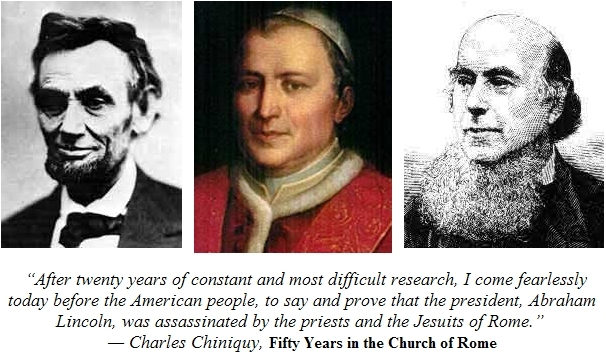 “After twenty years of constant and most difficult research, I come fearlessly
today before the American people, to say and prove that the president, Abraham
Lincoln, was assassinated by the priests and the Jesuits of Rome.”
— Charles Chiniquy, Fifty Years in the Church of Rome